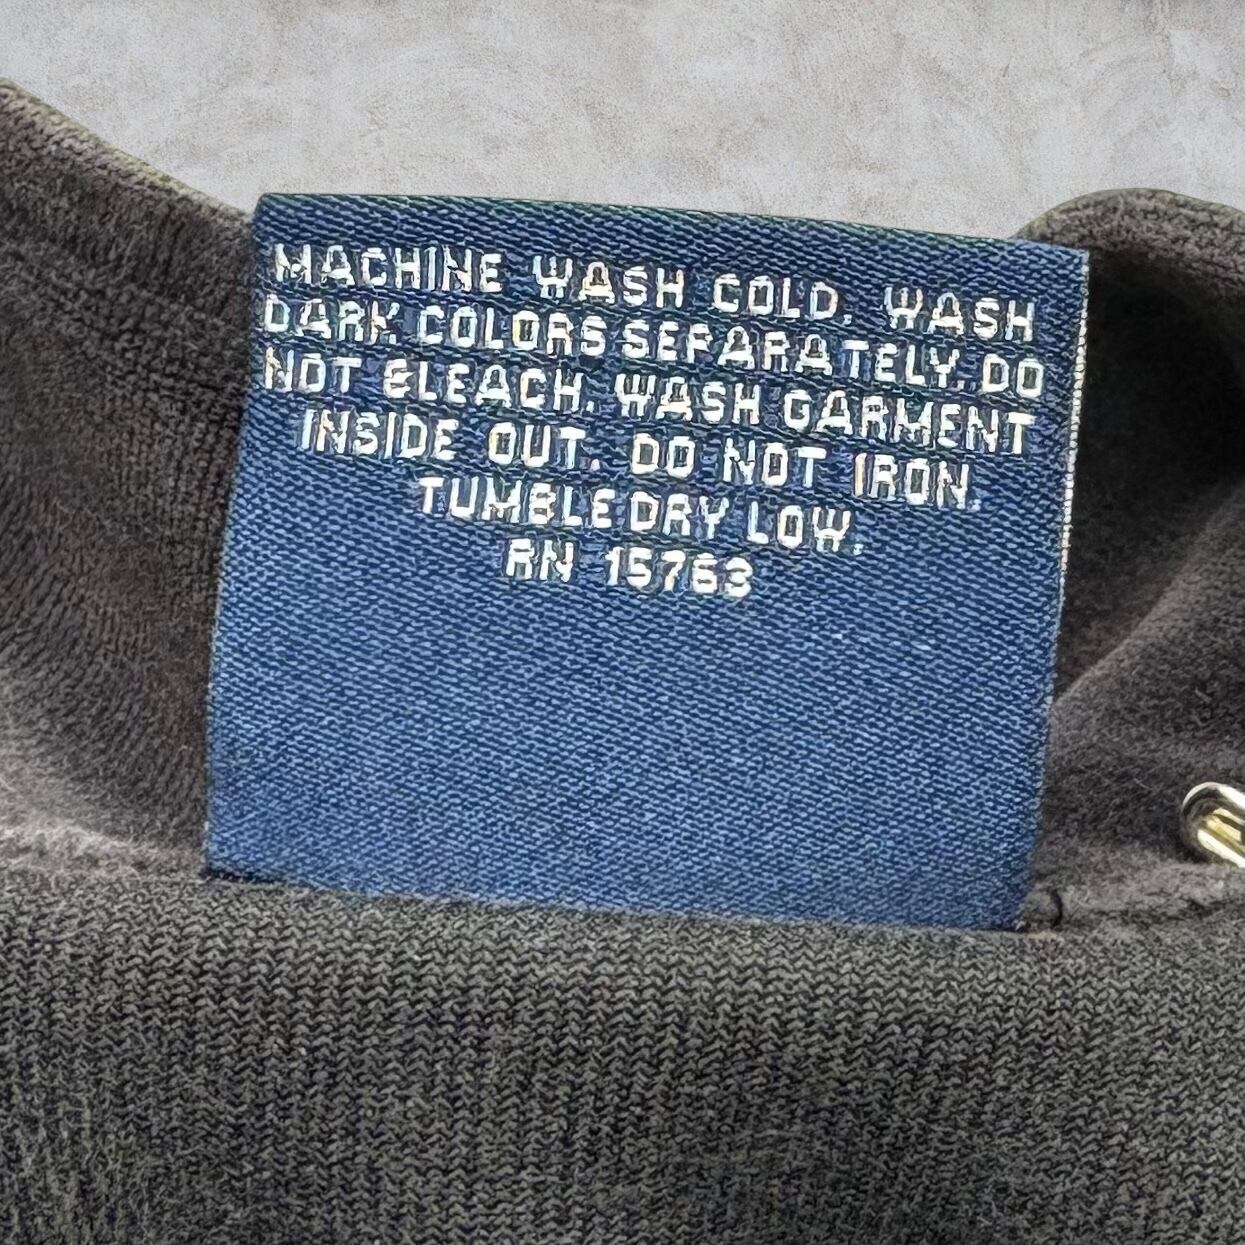 MACHINE WASH COLD. WASH
DARK COLORS SEPARATELY. DO
NOT BLEACH. WASH GARMENT
INSIDE OUT. DO NOT IRON.
TUMBLE DRY LOW.
RN 15763